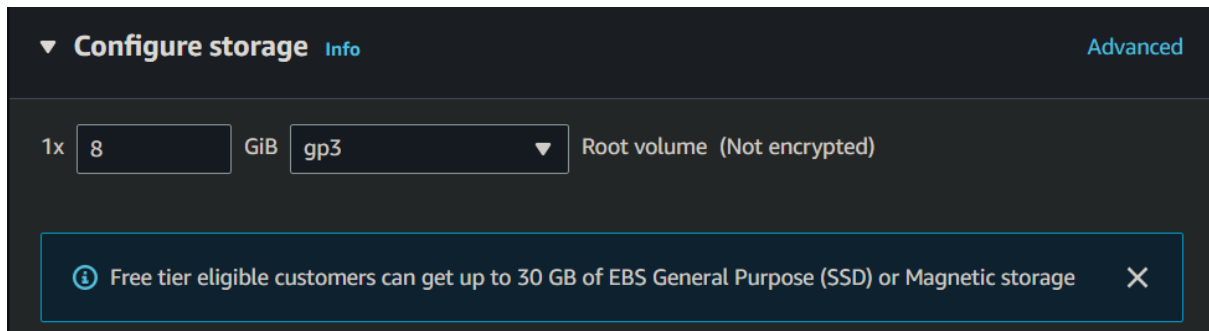 Configure storage Info Advanced
1x 8 GiB gp3 Root volume (Not encrypted)
Free tier eligible customers can get up to 30 GB of EBS General Purpose (SSD) or Magnetic storage